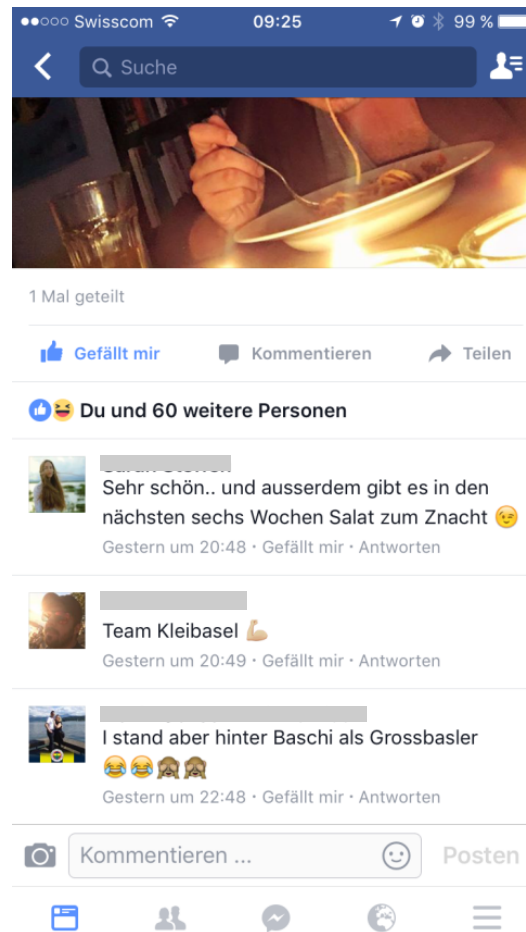 Swisscom 09:25 99 %
Suche
1 Mal geteilt
Gefällt mir Kommentieren Teilen
Du und 60 weitere Personen
Sehr schön.. und ausserdem gibt es in den
nächsten sechs Wochen Salat zum Znacht 😉
Gestern um 20:48 · Gefällt mir · Antworten
Team Kleibasel 💪🏼
Gestern um 20:49 · Gefällt mir · Antworten
I stand aber hinter Baschi als Grossbasler
😂😂🙈🙈
Gestern um 22:48 · Gefällt mir · Antworten
Kommentieren ... Posten